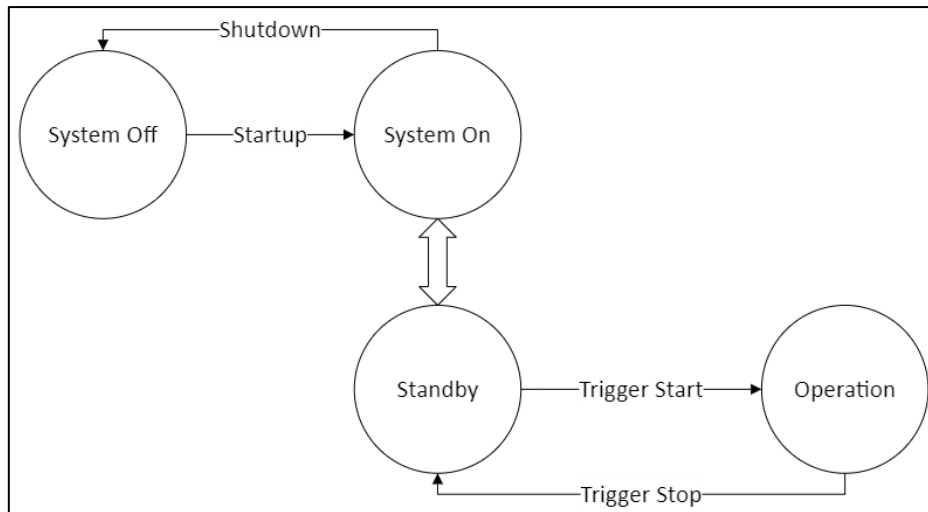 Shutdown
System Off
Startup
System On
Standby
Trigger Start
Operation
Trigger Stop